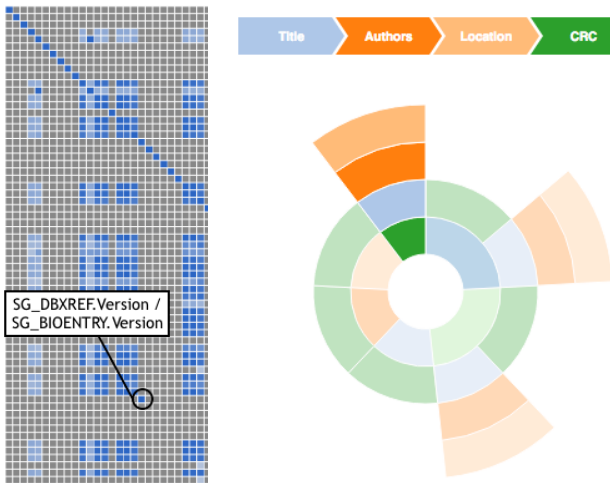 Title
Authors
Location
CRC
SG_DBXREF.Version /
SG_BIOENTRY.Version